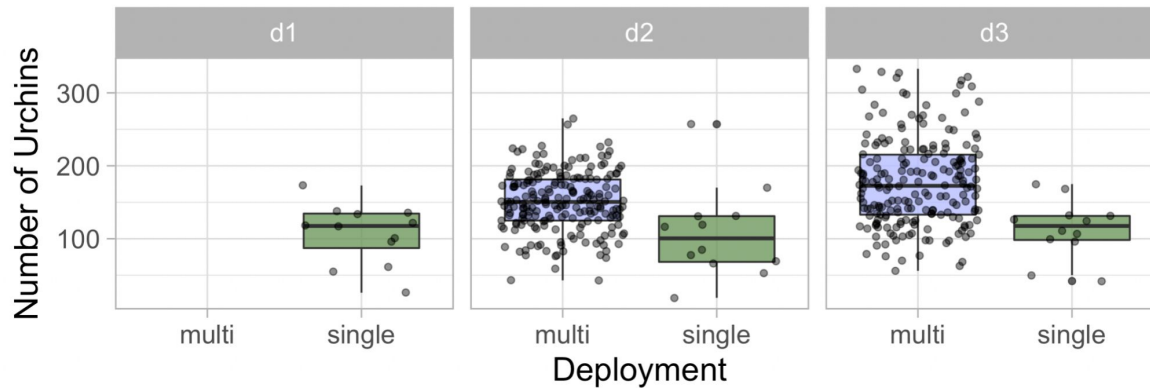 d1 d2 d3
Number of Urchins
300
200
100
multi single multi single multi single
Deployment